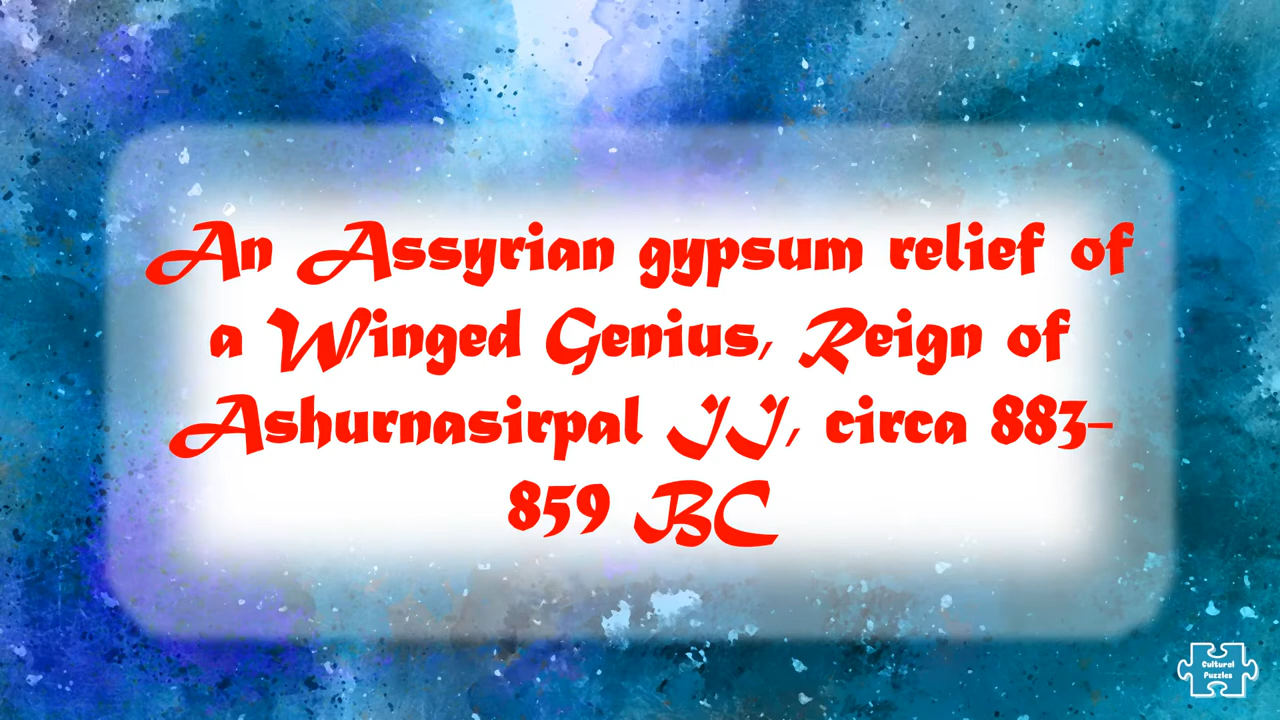 An Assyrian gypsum relief of
a Winged Genius, Reign of
Ashurnasirpal II, circa 883–
859 BC
Cultural
Puzzles